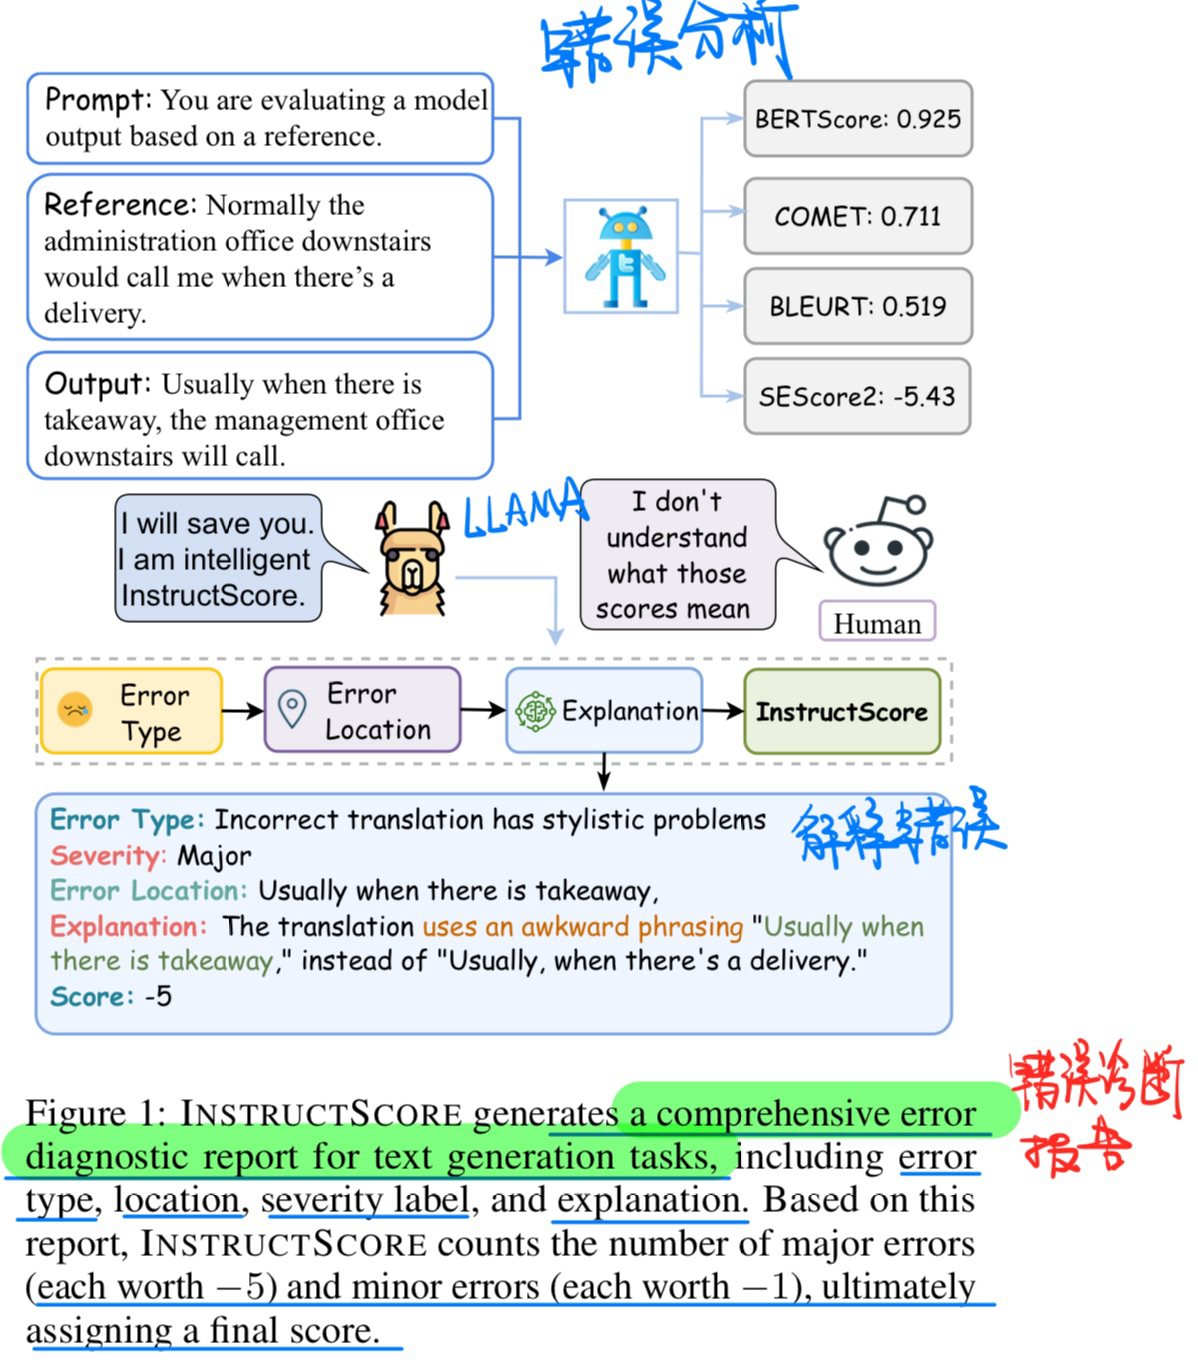 错误分析
Prompt: You are evaluating a model
output based on a reference.
Reference: Normally the
administration office downstairs
would call me when there's a
delivery.
Output: Usually when there is
takeaway, the management office
downstairs will call.
BERTScore: 0.925
COMET: 0.711
BLEURT: 0.519
SEScore2: -5.43
I will save you.
I am intelligent
InstructScore.
LLAMA
I don't
understand
what those
scores mean
Human
Error
Type
Error
Location
Explanation
InstructScore
Error Type: Incorrect translation has stylistic problems
解释错误
Severity: Major
Error Location: Usually when there is takeaway,
Explanation: The translation uses an awkward phrasing "Usually when
there is takeaway," instead of "Usually, when there's a delivery."
Score: -5
错误诊断
报告
Figure 1: INSTRUCTSCORE generates a comprehensive error
diagnostic report for text generation tasks, including error
type, location, severity label, and explanation. Based on this
report, INSTRUCTSCORE counts the number of major errors
(each worth −5) and minor errors (each worth −1), ultimately
assigning a final score.